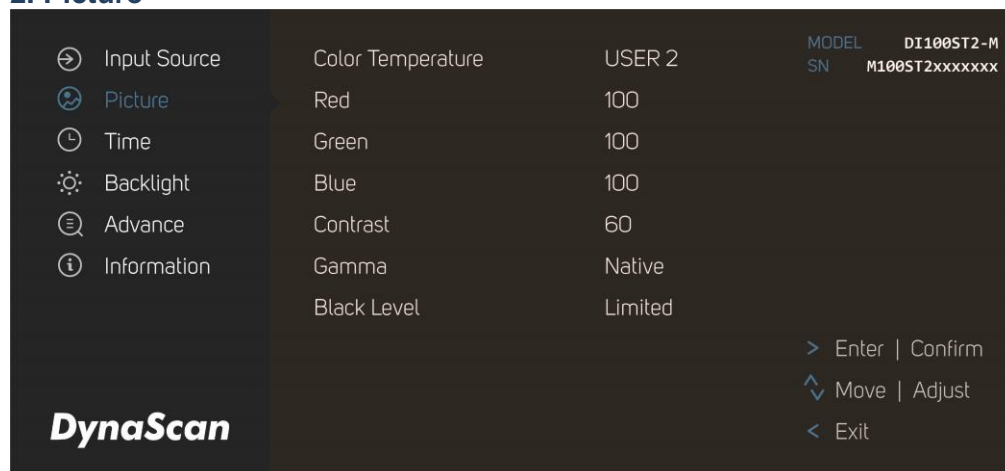 2. Picture
Input Source
Picture
Time
Backlight
Advance
Information
DynaScan
Color Temperature USER 2
Red 100
Green 100
Blue 100
Contrast 60
Gamma Native
Black Level Limited
MODEL DI100ST2-M
SN M100ST2xxxxxxx
> Enter | Confirm
Move | Adjust
< Exit